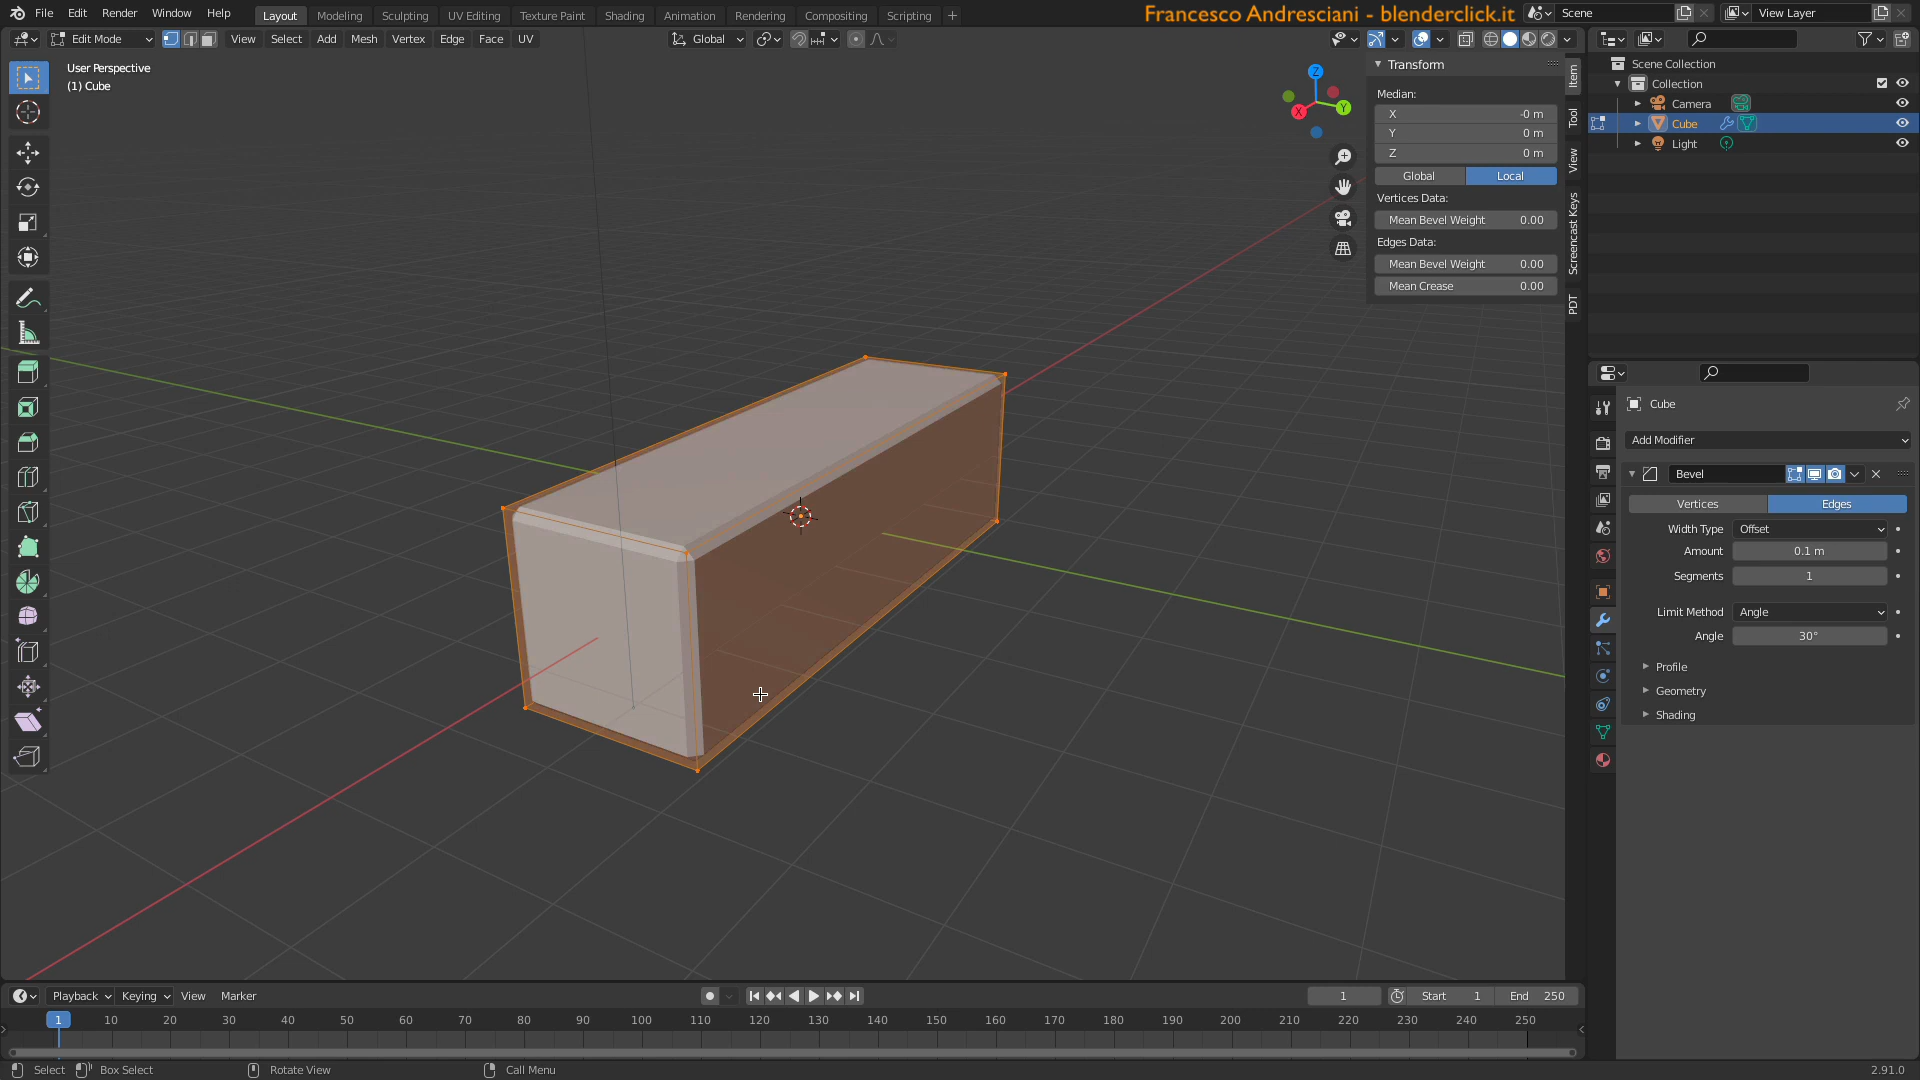 File Edit Render Window Help Layout Modeling Sculpting UV Editing Texture Paint Shading Animation Rendering Compositing Scripting + Francesco Andresciani - blenderclick.it Scene View Layer
Edit Mode View Select Add Mesh Vertex Edge Face UV Global
User Perspective
(1) Cube
Z
Y
X
Transform
Median:
X -0 m
Y 0 m
Z 0 m
Global Local
Vertices Data:
Mean Bevel Weight 0.00
Edges Data:
Mean Bevel Weight 0.00
Mean Crease 0.00
Item
Tool
View
Screencast Keys
PDT
Scene Collection
Collection
Camera
Cube
Light
Cube
Add Modifier
Bevel
Vertices Edges
Width Type Offset
Amount 0.1 m
Segments 1
Limit Method Angle
Angle 30°
Profile
Geometry
Shading
Playback Keying View Marker 1 Start 1 End 250
1 10 20 30 40 50 60 70 80 90 100 110 120 130 140 150 160 170 180 190 200 210 220 230 240 250
Select Box Select Rotate View Call Menu 2.91.0